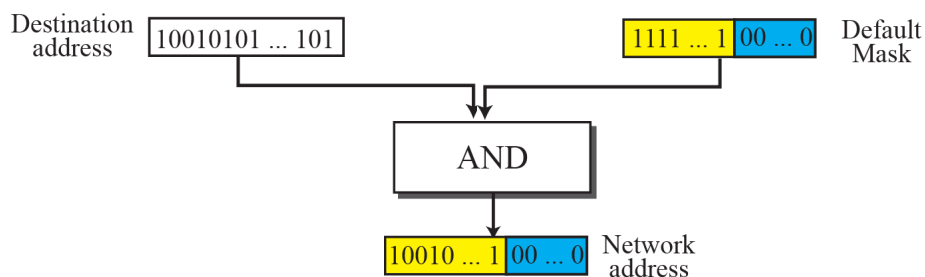 Destination
address
10010101 ... 101
1111 ... 1 00 ... 0
Default
Mask
AND
10010 ... 1 00 ... 0
Network
address